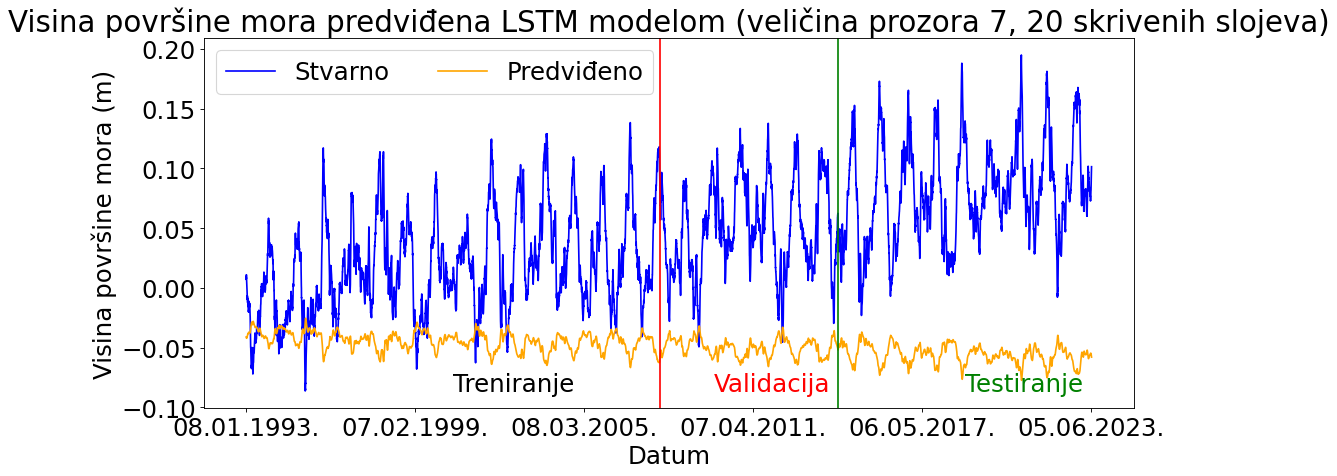 Visina površine mora predviđena LSTM modelom (veličina prozora 7, 20 skrivenih slojeva)
Stvarno
Predviđeno
Visina površine mora (m)
0.20
0.15
0.10
0.05
0.00
−0.05
−0.10
Treniranje
Validacija
Testiranje
08.01.1993.
07.02.1999.
08.03.2005.
07.04.2011.
06.05.2017.
05.06.2023.
Datum